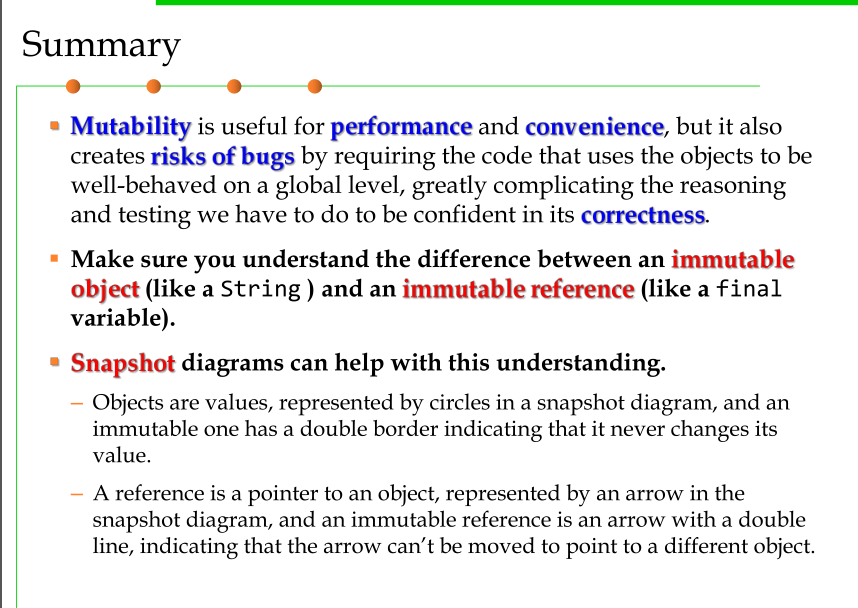 Summary
Mutability is useful for performance and convenience, but it also
creates risks of bugs by requiring the code that uses the objects to be
well-behaved on a global level, greatly complicating the reasoning
and testing we have to do to be confident in its correctness.
Make sure you understand the difference between an immutable
object (like a String ) and an immutable reference (like a final
variable).
Snapshot diagrams can help with this understanding.
– Objects are values, represented by circles in a snapshot diagram, and an
immutable one has a double border indicating that it never changes its
value.
– A reference is a pointer to an object, represented by an arrow in the
snapshot diagram, and an immutable reference is an arrow with a double
line, indicating that the arrow can’t be moved to point to a different object.